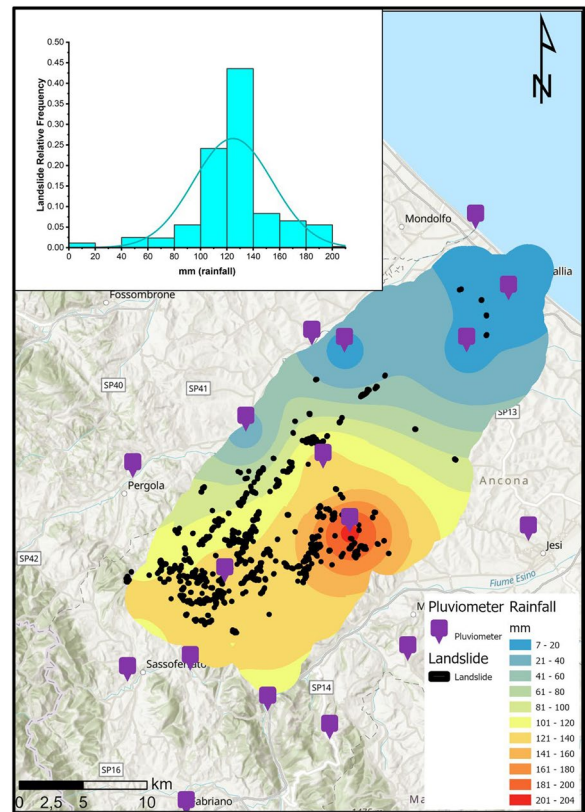 0.50
0.45
0.40
0.35
0.30
0.25
0.20
0.15
0.10
0.05
0.0
Landslide Relative Frequency
0 20 40 60 80 100 120 140 160 180 200
mm (rainfall)
N
Mondolfo
allia
Fossombrone
SP40
SP41
SP13
Pergola
Ancona
SP42
Jesi
Fiume Esino
M
Sassoferrato
SP14
SP16
abriano
Ma
Pluviometer
Pluviometer
Landslide
Landslide
Rainfall
mm
7 - 20
21 - 40
41 - 60
61 - 80
81 - 100
101 - 120
121 - 140
141 - 160
161 - 180
181 - 200
201 - 204
0 2,5 5 10
km